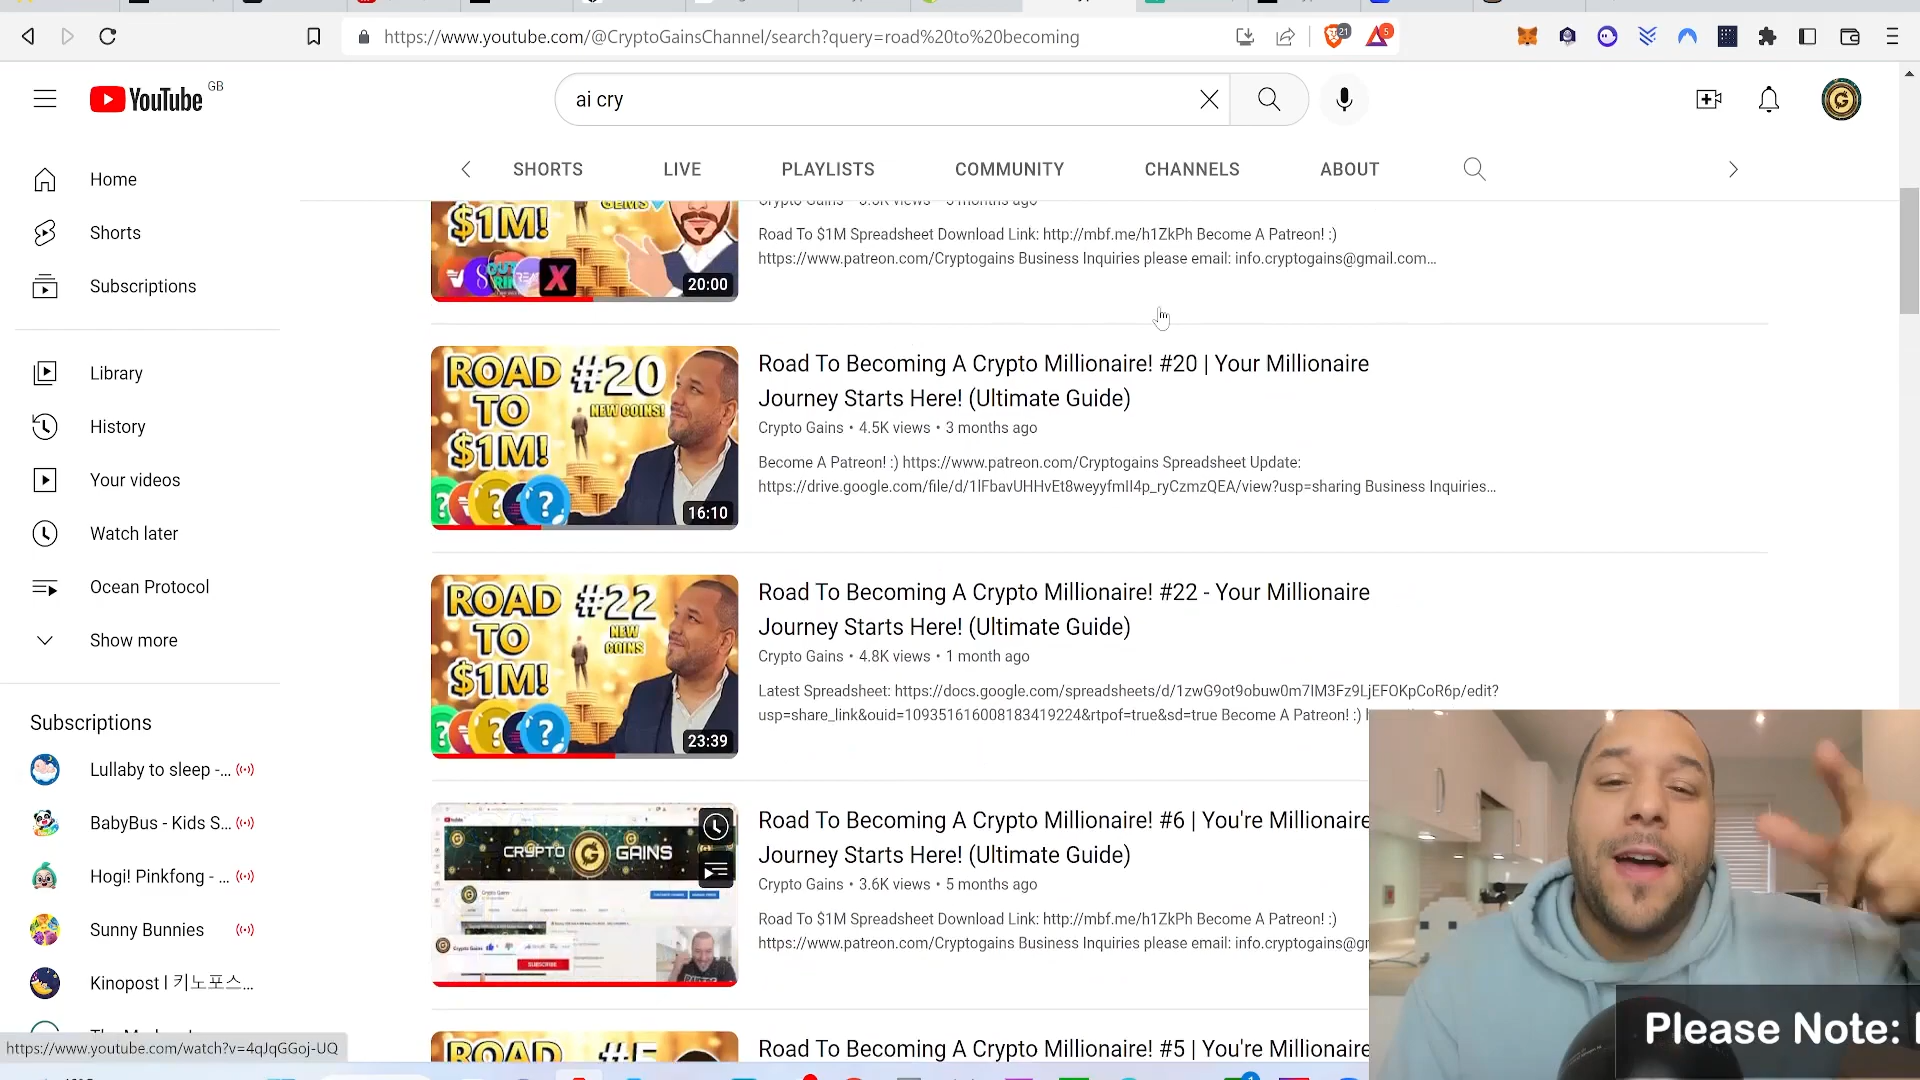 https://www.youtube.com/@CryptoGainsChannel/search?query=road%20to%20becoming
21
5
YouTube GB
ai cry
SHORTS LIVE PLAYLISTS COMMUNITY CHANNELS ABOUT
Home
Shorts
Subscriptions
Library
History
Your videos
Watch later
Ocean Protocol
Show more
Subscriptions
Lullaby to sleep -...
BabyBus - Kids S...
Hogi! Pinkfong - ...
Sunny Bunnies
Kinopost l 키노포스...
https://www.youtube.com/watch?v=4qJqGGoj-UQ
$1M!
GEMS
X
20:00
Road To $1M Spreadsheet Download Link: http://mbf.me/h1ZkPh Become A Patreon! :)
https://www.patreon.com/Cryptogains Business Inquiries please email: info.cryptogains@gmail.com...
ROAD #20
TO
NEW COINS!
$1M!
16:10
Road To Becoming A Crypto Millionaire! #20 | Your Millionaire
Journey Starts Here! (Ultimate Guide)
Crypto Gains • 4.5K views • 3 months ago
Become A Patreon! :) https://www.patreon.com/Cryptogains Spreadsheet Update:
https://drive.google.com/file/d/1lFbavUHHvEt8weyyfmII4p_ryCzmzQEA/view?usp=sharing Business Inquiries...
ROAD #22
TO
NEW
COINS
$1M!
23:39
Road To Becoming A Crypto Millionaire! #22 - Your Millionaire
Journey Starts Here! (Ultimate Guide)
Crypto Gains • 4.8K views • 1 month ago
Latest Spreadsheet: https://docs.google.com/spreadsheets/d/1zwG9ot9obuw0m7lM3Fz9LjEFOKpCoR6p/edit?
usp=share_link&ouid=109351616008183419224&rtpof=true&sd=true Become A Patreon! :)
CRYPTO G GAINS
SUBSCRIBE
Road To Becoming A Crypto Millionaire! #6 | You're Millionaire
Journey Starts Here! (Ultimate Guide)
Crypto Gains • 3.6K views • 5 months ago
Road To $1M Spreadsheet Download Link: http://mbf.me/h1ZkPh Become A Patreon! :)
https://www.patreon.com/Cryptogains Business Inquiries please email: info.cryptogains@gr
ROAD #5
Road To Becoming A Crypto Millionaire! #5 | You're Millionaire
Please Note: